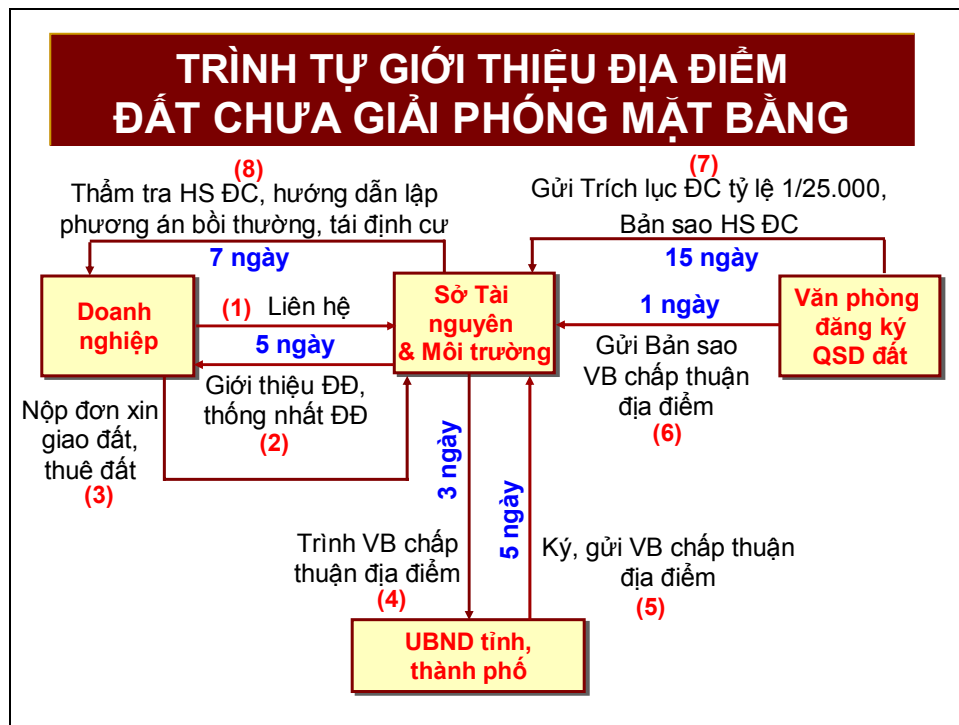 TRÌNH TỰ GIỚI THIỆU ĐỊA ĐIỂM
ĐẤT CHƯA GIẢI PHÓNG MẶT BẰNG
(8)
Thẩm tra HS ĐC, hướng dẫn lập
phương án bồi thường, tái định cư
7 ngày
(7)
Gửi Trích lục ĐC tỷ lệ 1/25.000,
Bản sao HS ĐC
15 ngày
Doanh
nghiệp
(1) Liên hệ
5 ngày
Giới thiệu ĐĐ,
thống nhất ĐĐ
(2)
Sở Tài
nguyên
& Môi trường
1 ngày
Gửi Bản sao
VB chấp thuận
địa điểm
(6)
Văn phòng
đăng ký
QSD đất
Nộp đơn xin
giao đất,
thuê đất
(3)
3 ngày
Trình VB chấp
thuận địa điểm
(4)
5 ngày
Ký, gửi VB chấp thuận
địa điểm
(5)
UBND tỉnh,
thành phố